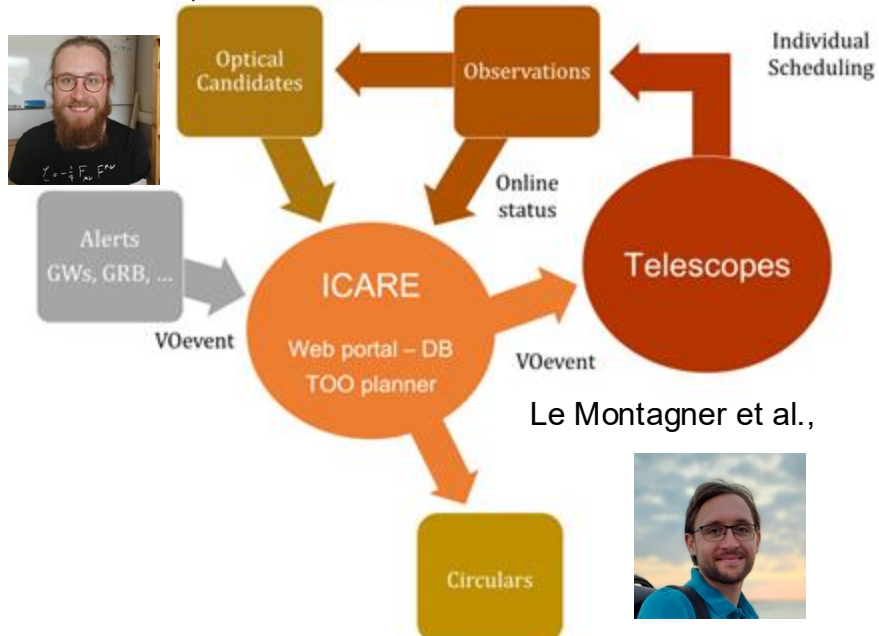 Optical
Candidates
Observations
Individual
Scheduling
Online
status
Alerts
GWs, GRB, ...
VOevent
ICARE
Web portal – DB
TOO planner
VOevent
Telescopes
Le Montagner et al.,
Circulars